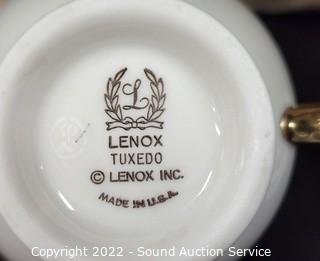 L
LENOX
TUXEDO
© LENOX INC.
MADE IN U.S.A.
Copyright 2022 - Sound Auction Service